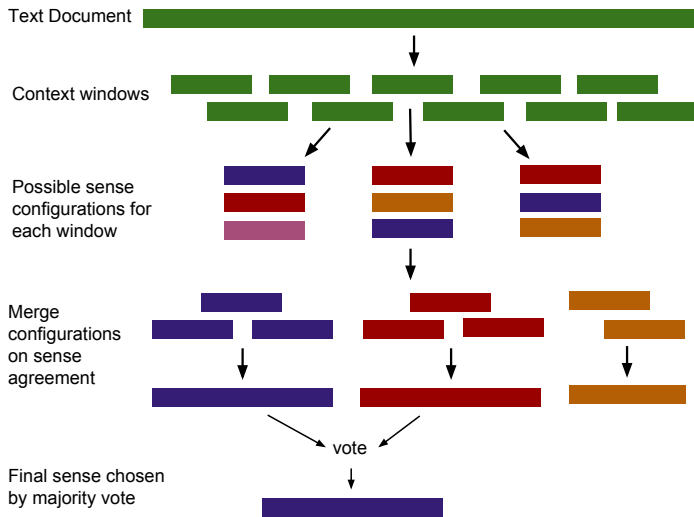 Text Document
Context windows
Possible sense
configurations for
each window
Merge
configurations
on sense
agreement
vote
Final sense chosen
by majority vote